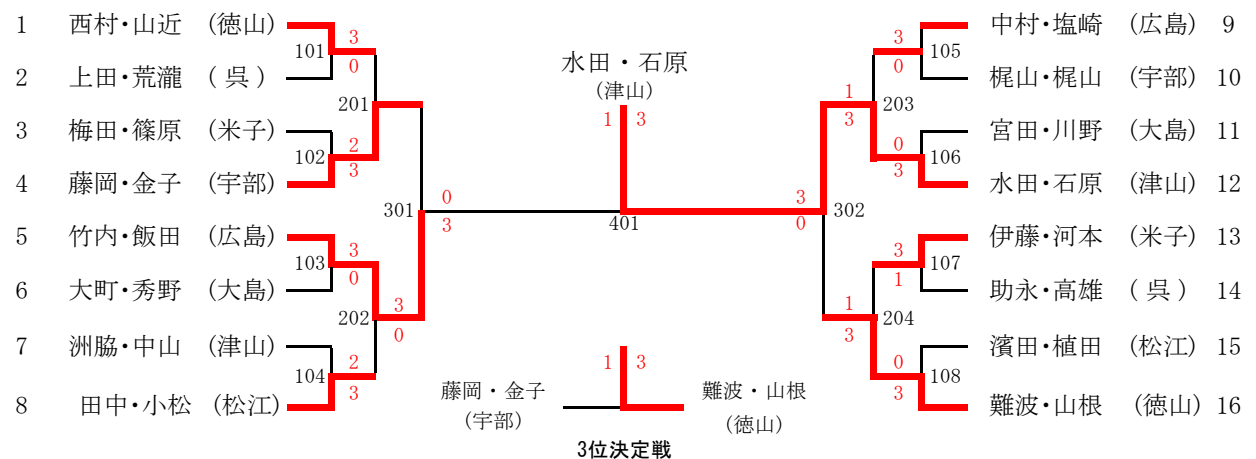 1 西村・山近 (徳山)
2 上田・荒瀧 ( 呉 )
3 梅田・篠原 (米子)
4 藤岡・金子 (宇部)
5 竹内・飯田 (広島)
6 大町・秀野 (大島)
7 洲脇・中山 (津山)
8 田中・小松 (松江)
101
3
0
102
2
3
103
3
0
104
2
3
201
202
3
0
301
0
3
水田・石原
(津山)
1 3
401
3
0
302
1
3
203
1
3
204
3
0
105
0
3
106
3
1
107
0
3
108
中村・塩崎 (広島) 9
梶山・梶山 (宇部) 10
宮田・川野 (大島) 11
水田・石原 (津山) 12
伊藤・河本 (米子) 13
助永・高雄 ( 呉 ) 14
濱田・植田 (松江) 15
難波・山根 (徳山) 16
1 3
藤岡・金子
(宇部)
難波・山根
(徳山)
3位決定戦